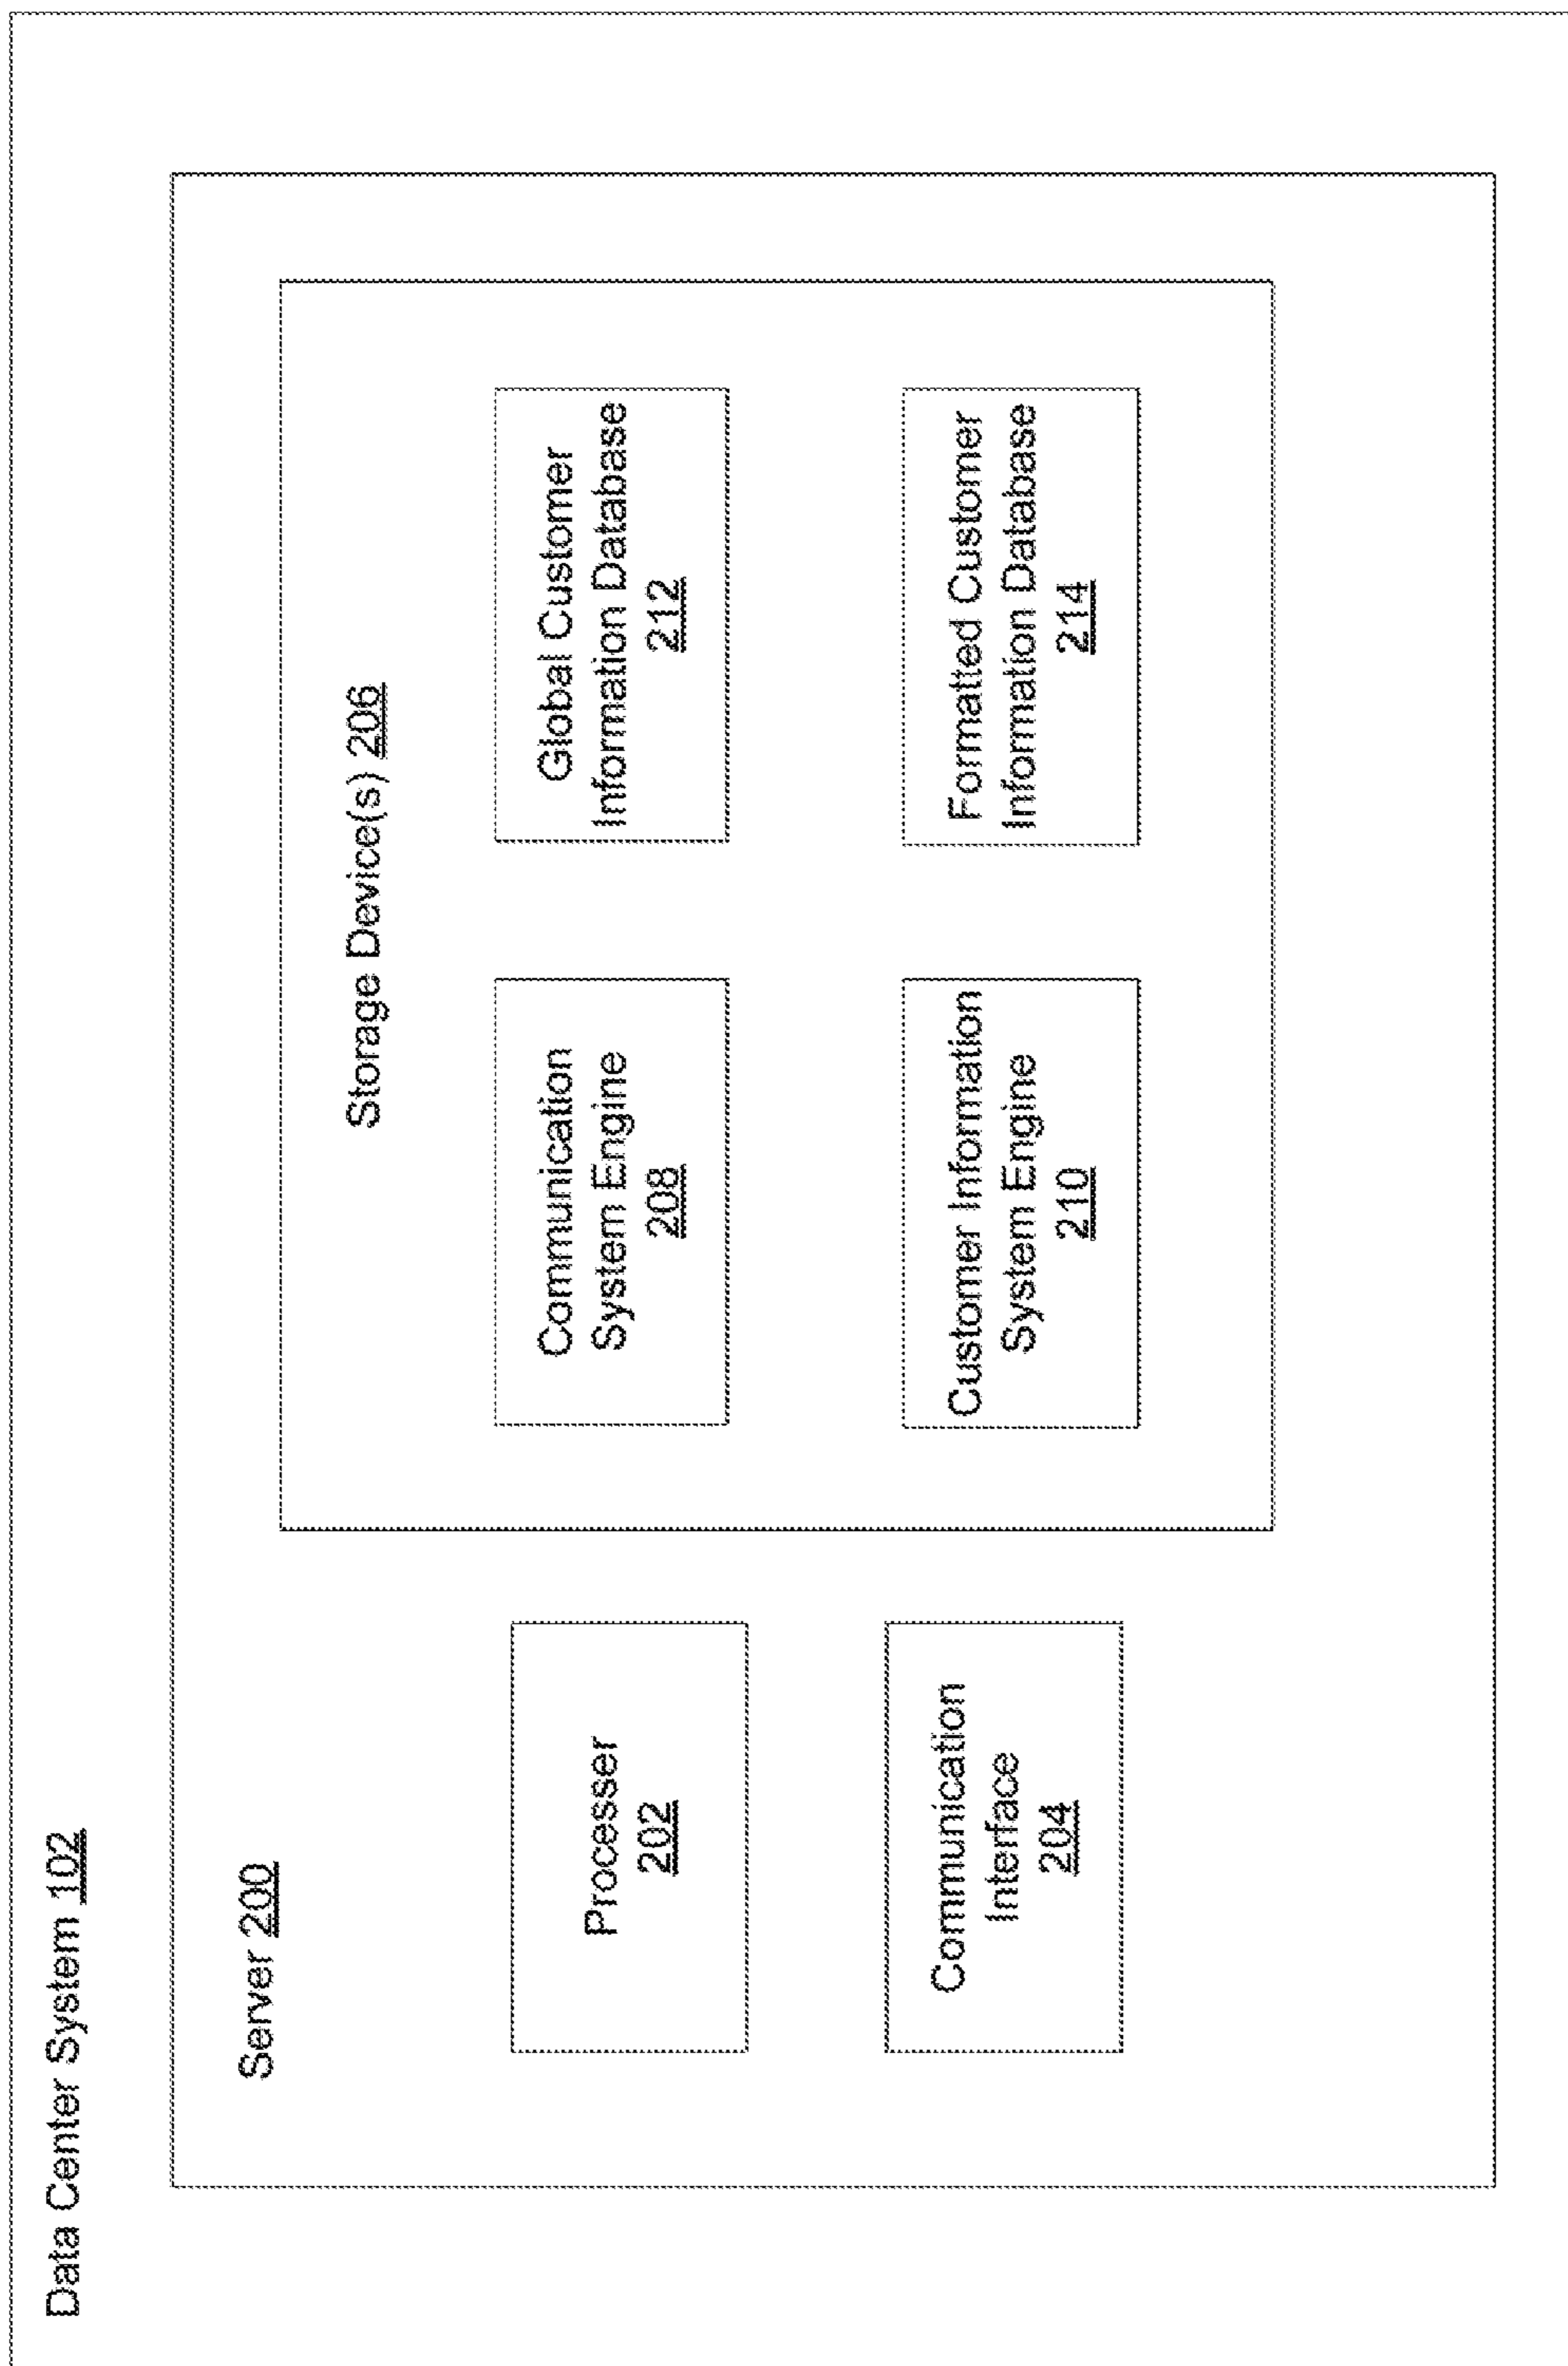 Data Center System 102
Server 200
Processer
202
Communication
Interface
204
Storage Device(s) 206
Communication
System Engine
208
Global Customer
Information Database
212
Customer Information
System Engine
210
Formatted Customer
Information Database
214